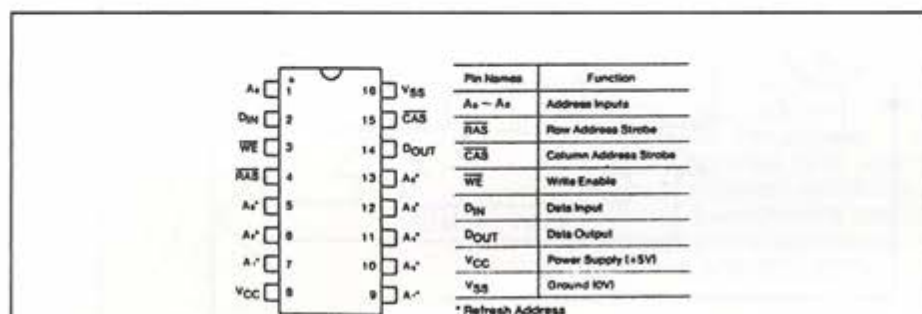 1
16
VSS
DIN
2
15
CAS
WE
3
14
DOUT
RAS
4
13
5
12
6
11
7
10
VCC
8
9
Pin Names Function
Address Inputs
RAS Row Address Strobe
CAS Column Address Strobe
WE Write Enable
DIN Data Input
DOUT Data Output
VCC Power Supply (+5V)
VSS Ground (0V)
* Refresh Address